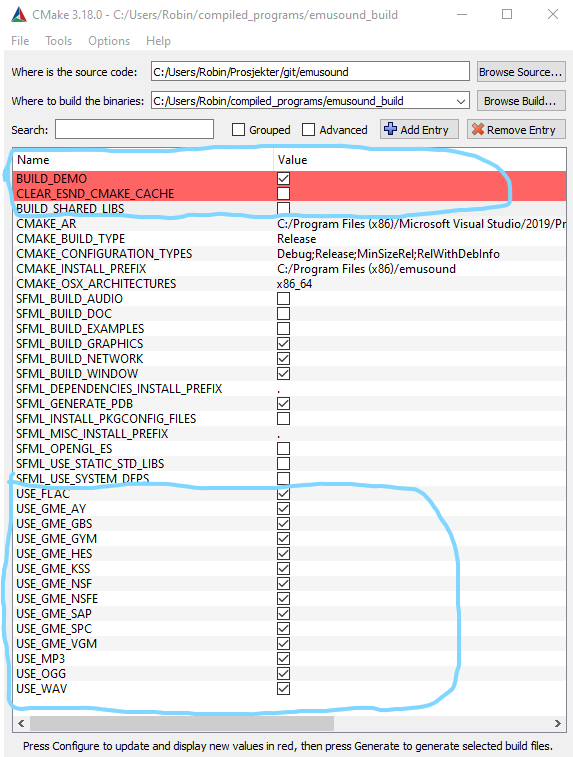 CMake 3.18.0 - C:/Users/Robin/compiled_programs/emusound_build
File Tools Options Help
Where is the source code: C:/Users/Robin/Prosjekter/git/emusound Browse Source...
Where to build the binaries: C:/Users/Robin/compiled_programs/emusound_build Browse Build...
Search: Grouped Advanced Add Entry Remove Entry
Name Value
BUILD_DEMO
CLEAR_ESND_CMAKE_CACHE
BUILD_SHARED_LIBS
CMAKE_AR C:/Program Files (x86)/Microsoft Visual Studio/2019/Pr
CMAKE_BUILD_TYPE Release
CMAKE_CONFIGURATION_TYPES Debug;Release;MinSizeRel;RelWithDebInfo
CMAKE_INSTALL_PREFIX C:/Program Files (x86)/emusound
CMAKE_OSX_ARCHITECTURES x86_64
SFML_BUILD_AUDIO
SFML_BUILD_DOC
SFML_BUILD_EXAMPLES
SFML_BUILD_GRAPHICS
SFML_BUILD_NETWORK
SFML_BUILD_WINDOW
SFML_DEPENDENCIES_INSTALL_PREFIX .
SFML_GENERATE_PDB
SFML_INSTALL_PKGCONFIG_FILES
SFML_MISC_INSTALL_PREFIX .
SFML_OPENGL_ES
SFML_USE_STATIC_STD_LIBS
SFML_USE_SYSTEM_DEPS
USE_FLAC
USE_GME_AY
USE_GME_GBS
USE_GME_GYM
USE_GME_HES
USE_GME_KSS
USE_GME_NSF
USE_GME_NSFE
USE_GME_SAP
USE_GME_SPC
USE_GME_VGM
USE_MP3
USE_OGG
USE_WAV
Press Configure to update and display new values in red, then press Generate to generate selected build files.